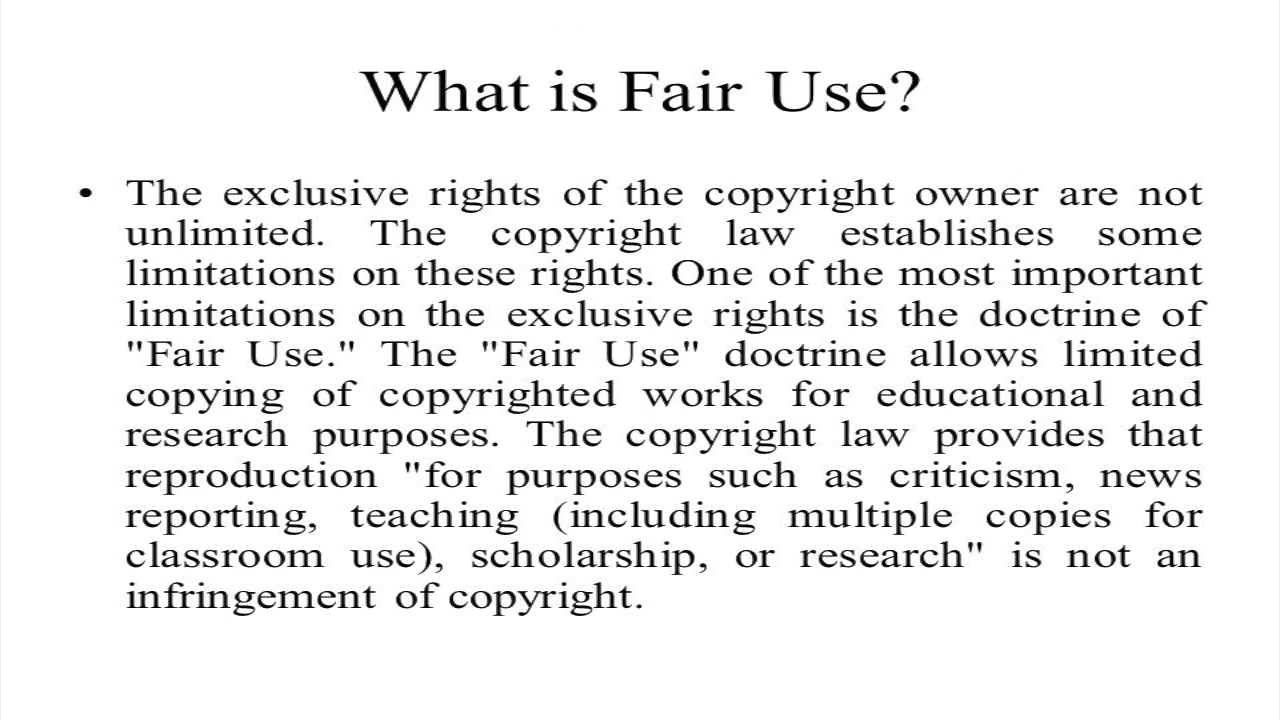 What is Fair Use?
• The exclusive rights of the copyright owner are not
unlimited. The copyright law establishes some
limitations on these rights. One of the most important
limitations on the exclusive rights is the doctrine of
"Fair Use." The "Fair Use" doctrine allows limited
copying of copyrighted works for educational and
research purposes. The copyright law provides that
reproduction "for purposes such as criticism, news
reporting, teaching (including multiple copies for
classroom use), scholarship, or research" is not an
infringement of copyright.